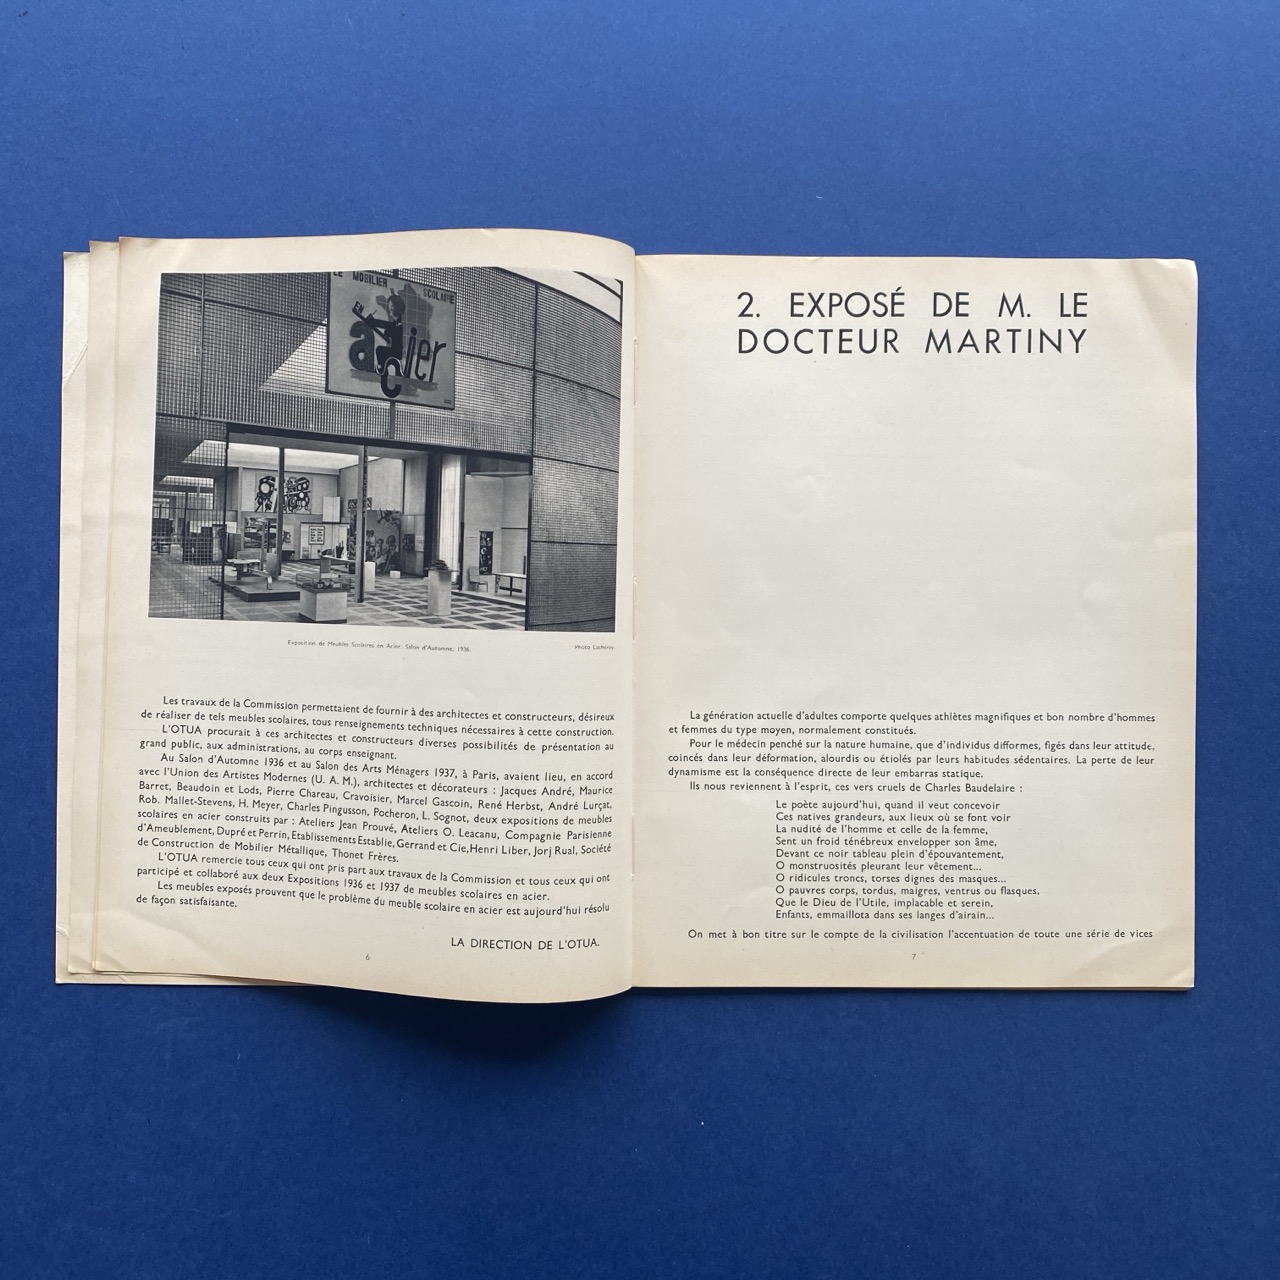 LE MOBILIER SCOLAIRE
EN
acier
Exposition de Meubles Scolaires en Acier. Salon d'Automne, 1936.
Photo
Les travaux de la Commission permettaient de fournir à des architectes et constructeurs, désireux
de réaliser de tels meubles scolaires, tous renseignements techniques nécessaires à cette construction.
L'OTUA procurait à ces architectes et constructeurs diverses possibilités de présentation au
grand public, aux administrations, au corps enseignant.
Au Salon d'Automne 1936 et au Salon des Arts Ménagers 1937, à Paris, avaient lieu, en accord
avec l'Union des Artistes Modernes (U. A. M.), architectes et décorateurs : Jacques André, Maurice
Barret, Beaudoin et Lods, Pierre Chareau, Cravoisier, Marcel Gascoin, René Herbst, André Lurçat,
Rob. Mallet-Stevens, H. Meyer, Charles Pingusson, Pocheron, L. Sognot, deux expositions de meubles
scolaires en acier construits par : Ateliers Jean Prouvé, Ateliers O. Leacanu, Compagnie Parisienne
d'Ameublement, Dupré et Perrin, Etablissements Establie, Gerrand et Cie, Henri Liber, Jorj Rual, Société
de Construction de Mobilier Métallique, Thonet Frères.
L'OTUA remercie tous ceux qui ont pris part aux travaux de la Commission et tous ceux qui ont
participé et collaboré aux deux Expositions 1936 et 1937 de meubles scolaires en acier.
Les meubles exposés prouvent que le problème du meuble scolaire en acier est aujourd'hui résolu
de façon satisfaisante.
LA DIRECTION DE L'OTUA.
6
2. EXPOSÉ DE M. LE
DOCTEUR MARTINY
La génération actuelle d'adultes comporte quelques athlètes magnifiques et bon nombre d'hommes
et femmes du type moyen, normalement constitués.
Pour le médecin penché sur la nature humaine, que d'individus difformes, figés dans leur attitude,
coincés dans leur déformation, alourdis ou étiolés par leurs habitudes sédentaires. La perte de leur
dynamisme est la conséquence directe de leur embarras statique.
Ils nous reviennent à l'esprit, ces vers cruels de Charles Baudelaire :
Le poète aujourd'hui, quand il veut concevoir
Ces natives grandeurs, aux lieux où se font voir
La nudité de l'homme et celle de la femme,
Sent un froid ténébreux envelopper son âme,
Devant ce noir tableau plein d'épouvantement,
O monstruosités pleurant leur vêtement...
O ridicules troncs, torses dignes des masques...
O pauvres corps, tordus, maigres, ventrus ou flasques.
Que le Dieu de l'Utile, implacable et serein,
Enfants, emmaillota dans ses langes d'airain...
On met à bon titre sur le compte de la civilisation l'accentuation de toute une série de vices
7